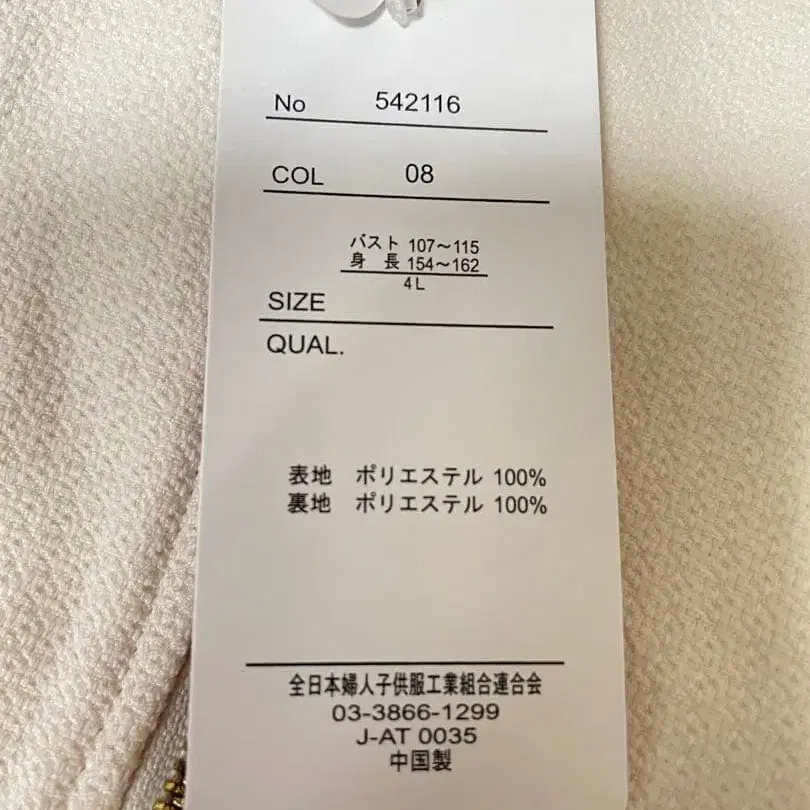 No 542116
COL 08
バスト 107～115
身 長 154～162
4L
SIZE
QUAL.
表地 ポリエステル 100%
裏地 ポリエステル 100%
全日本婦人子供服工業組合連合会
03-3866-1299
J-AT 0035
中国製